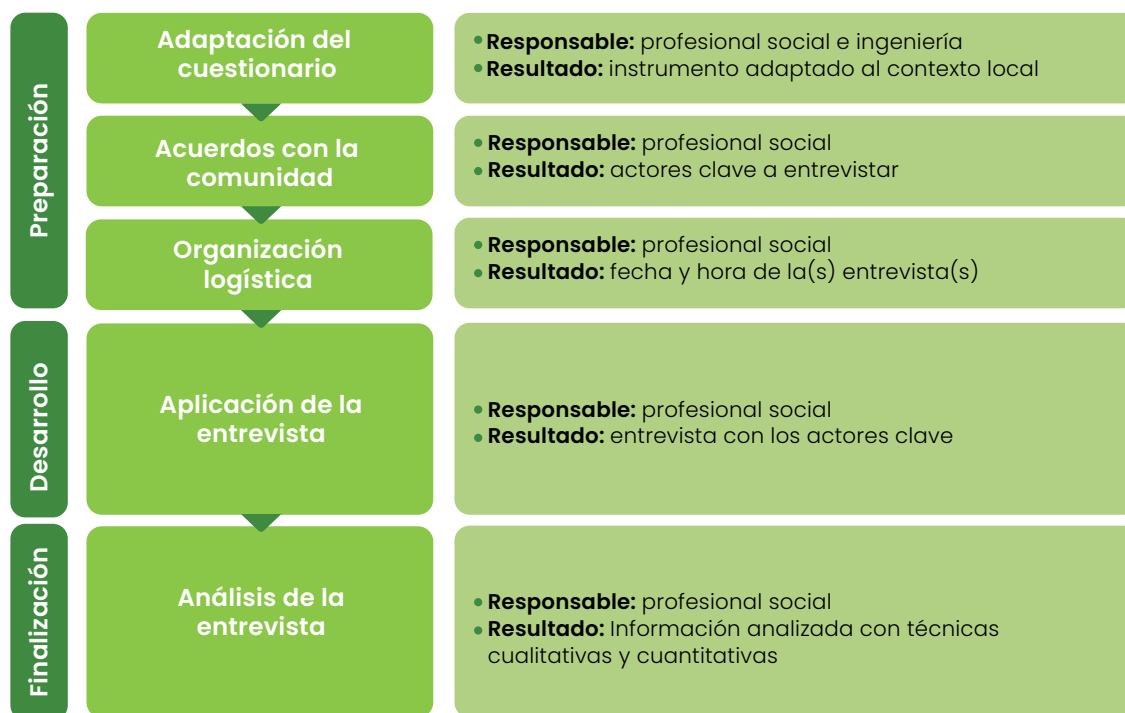 Preparación
Adaptación del
cuestionario
Responsable: profesional social e ingeniería
Resultado: instrumento adaptado al contexto local
Acuerdos con la
comunidad
Responsable: profesional social
Resultado: actores clave a entrevistar
Organización
logística
Responsable: profesional social
Resultado: fecha y hora de la(s) entrevista(s)
Desarrollo
Aplicación de la
entrevista
Responsable: profesional social
Resultado: entrevista con los actores clave
Finalización
Análisis de la
entrevista
Responsable: profesional social
Resultado: Información analizada con técnicas
cualitativas y cuantitativas